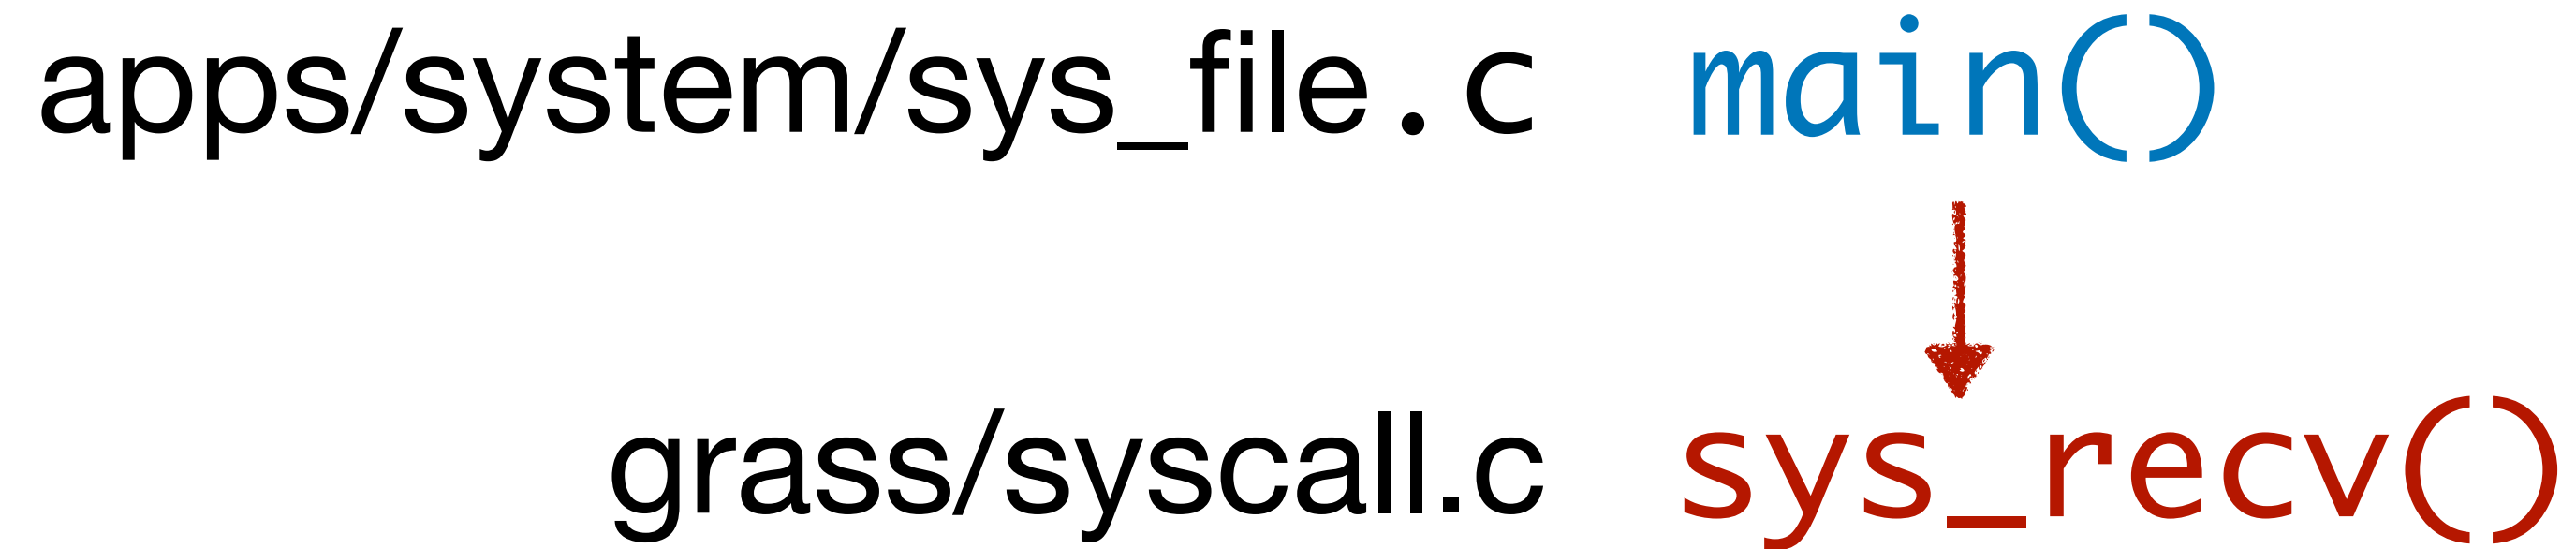 apps/system/sys_file.c main()
grass/syscall.c sys_recv()